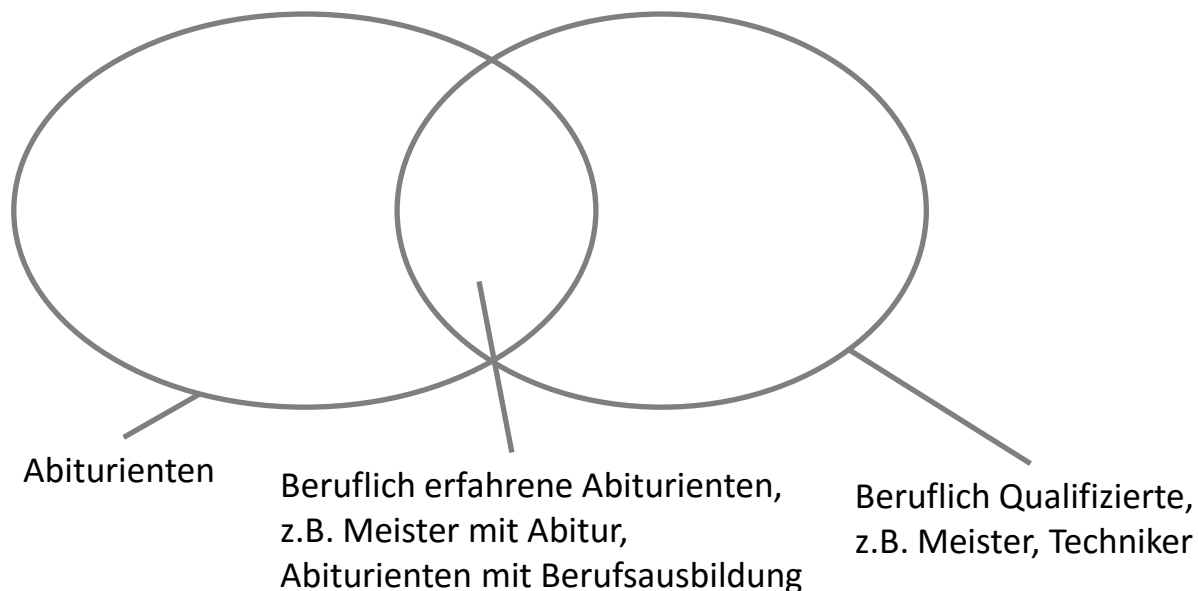 Abiturienten
Beruflich erfahrene Abiturienten,
z.B. Meister mit Abitur,
Abiturienten mit Berufsausbildung
Beruflich Qualifizierte,
z.B. Meister, Techniker